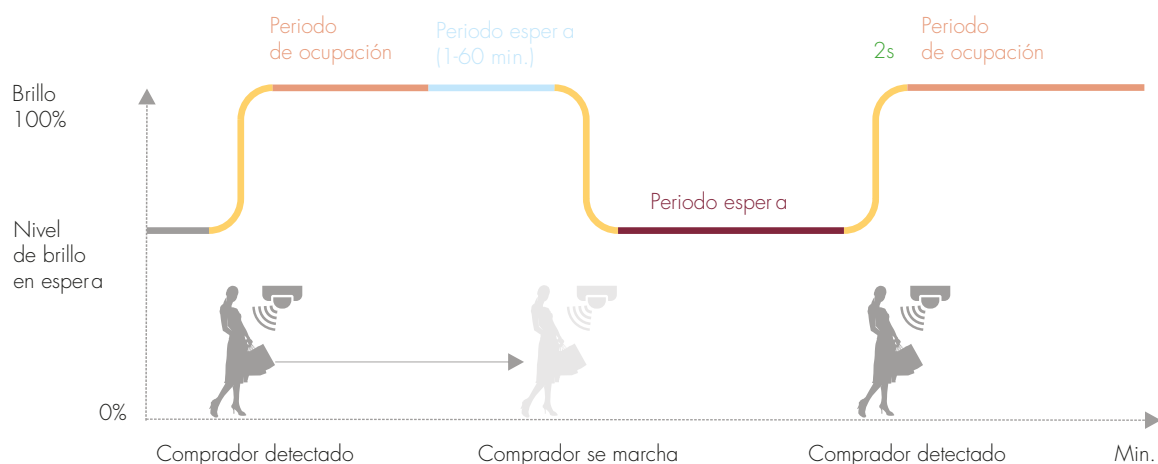 Periodo
de ocupación
Periodo espera
(1-60 min.)
2s
Periodo
de ocupación
Brillo
100%
Periodo espera
Nivel
de brillo
en espera
0%
Comprador detectado
Comprador se marcha
Comprador detectado
Min.